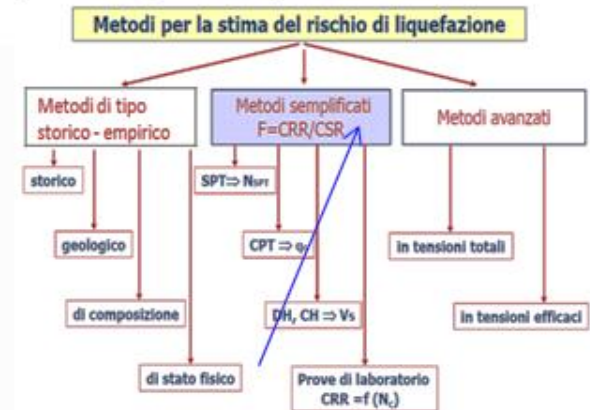 Metodi per la stima del rischio di liquefazione
Metodi di tipo
storico - empirico
Metodi semplificati
F=CRR/CSR
Metodi avanzati
storico
geologico
di composizione
di stato fisico
SPT⇒ NSPT
CPT ⇒ qc
DH, CH ⇒ Vs
Prove di laboratorio
CRR =f (Nc)
in tensioni totali
in tensioni efficaci